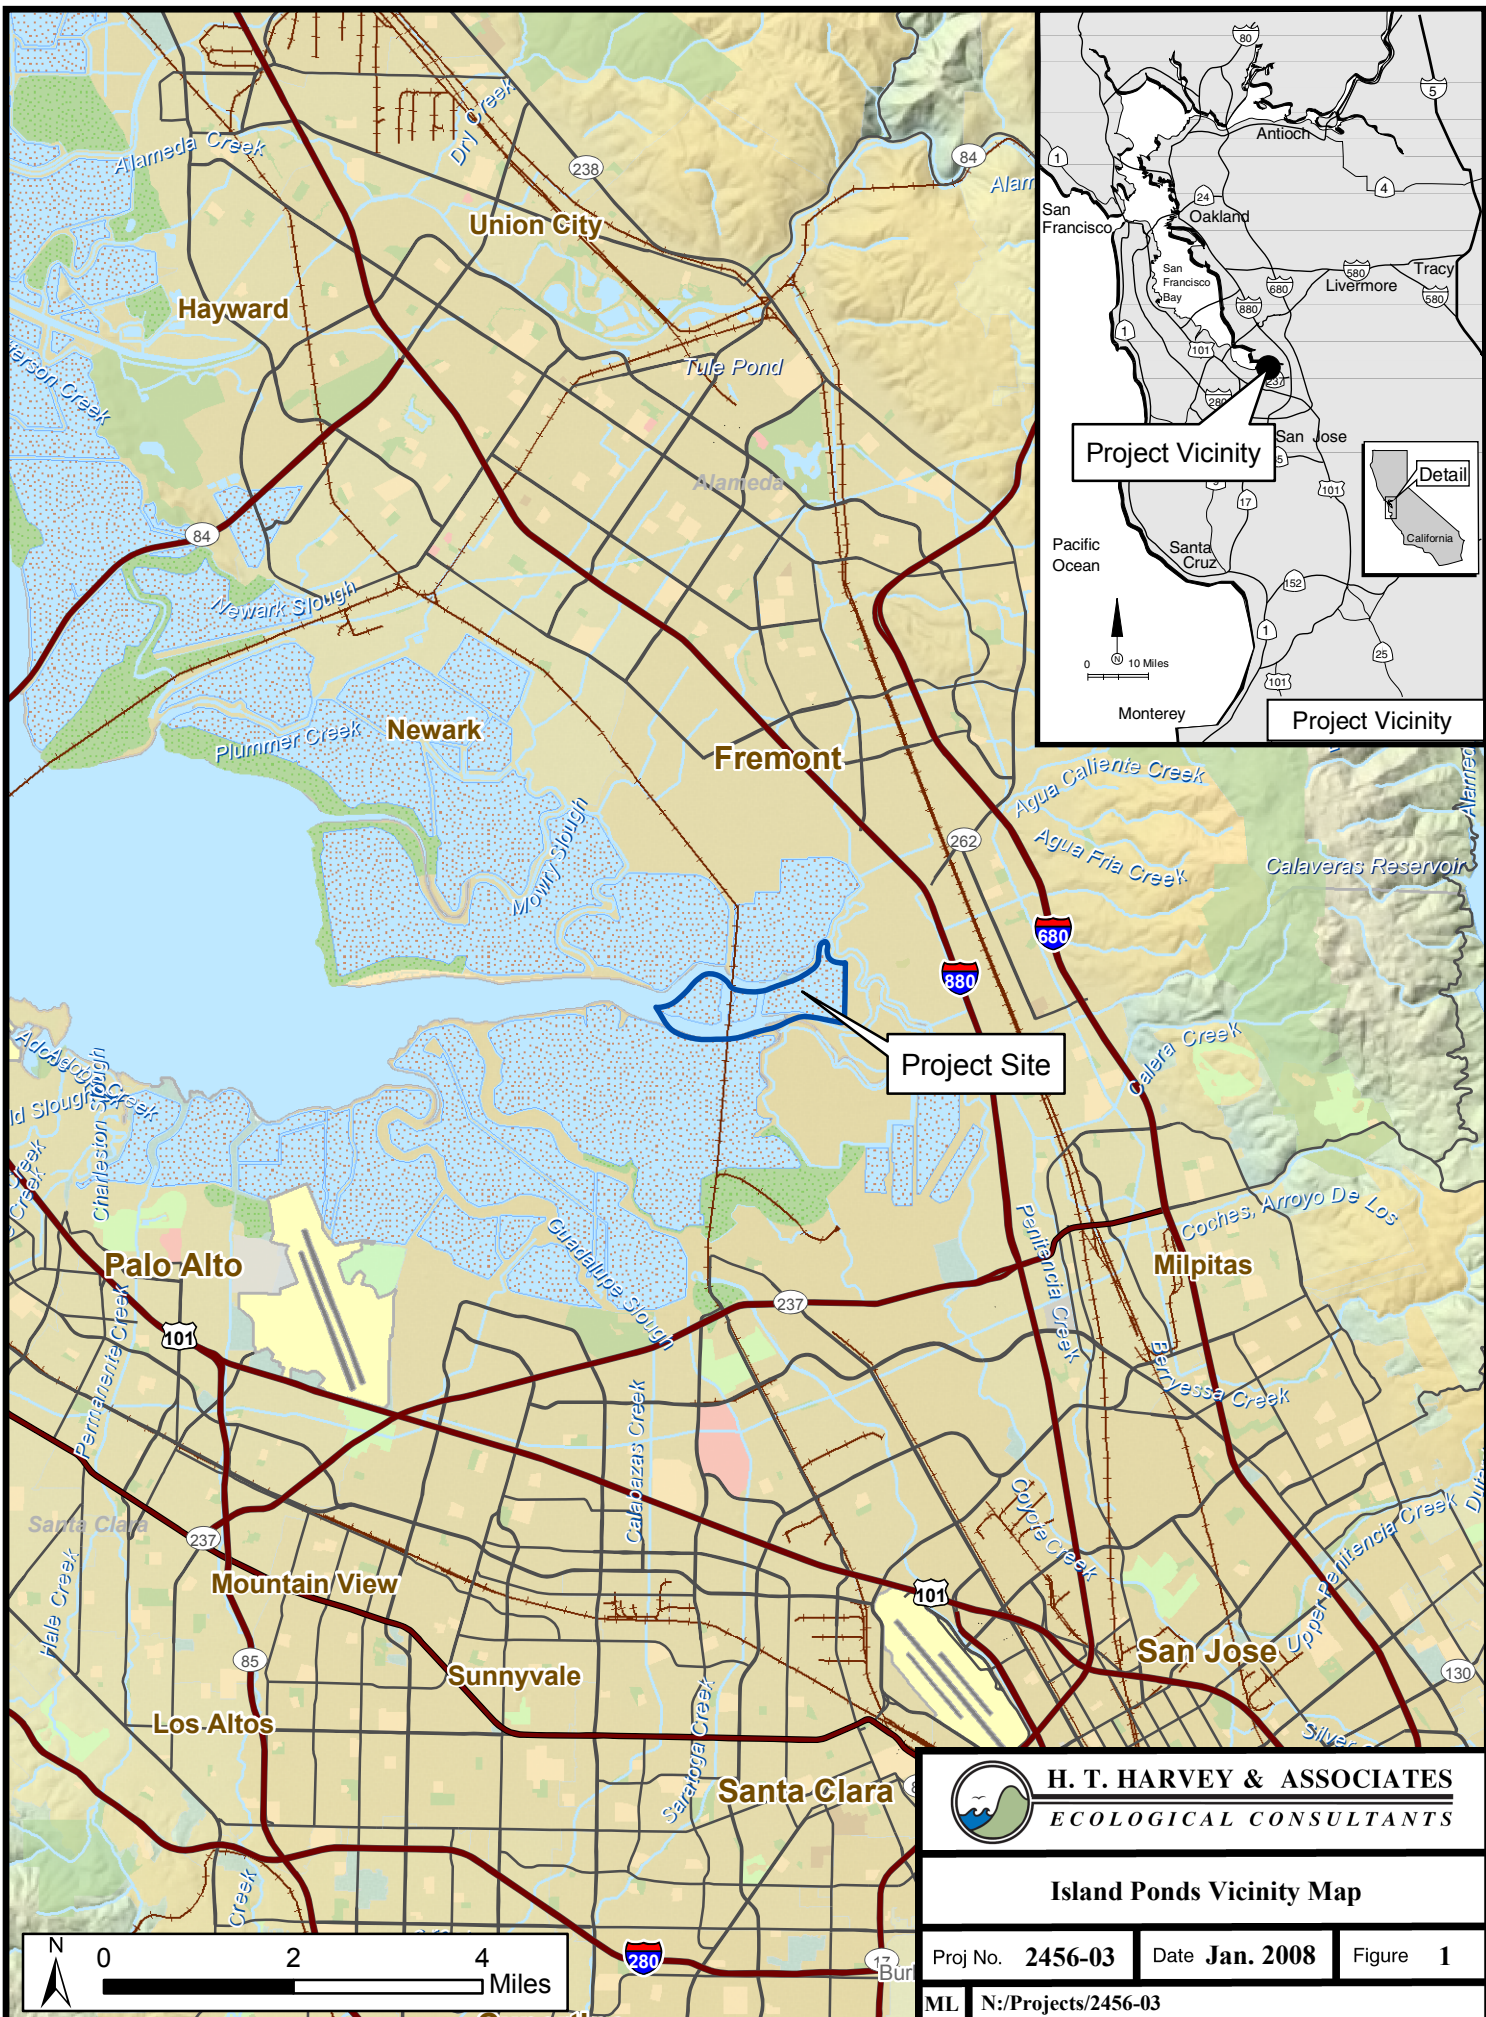 Alameda Creek
Dry Creek
238
84
Union City
Hayward
Tule Pond
Alameda
84
Newark Slough
Newark
Plummer Creek
Fremont
Mowry Slough
Agua Caliente Creek
Agua Fria Creek
262
Calaveras Reservoir
680
880
Project Site
Calera Creek
Charleston Slough
Guadalupe Slough
Penitencia Creek
Coches, Arroyo De Los
Palo Alto
Milpitas
237
101
Permanente Creek
Calabazas Creek
Berryessa Creek
Santa Clara
237
Coyote Creek
Upper Penitencia Creek
Hale Creek
Mountain View
101
85
Sunnyvale
San Jose
130
Los Altos
Saratoga Creek
Silver
Santa Clara
Creek
280
17
N
0 2 4
Miles
80
5
Antioch
1
4
24
San
Francisco
Oakland
San
Francisco
Bay
580
Tracy
Livermore
680
580
880
1
101
237
280
Project Vicinity
San Jose
101
17
Detail
California
Pacific
Ocean
Santa
Cruz
152
1
25
101
N
0 10 Miles
Monterey
Project Vicinity
H. T. HARVEY & ASSOCIATES
ECOLOGICAL CONSULTANTS
Island Ponds Vicinity Map
Proj No. 2456-03
Date Jan. 2008
Figure 1
ML N:/Projects/2456-03